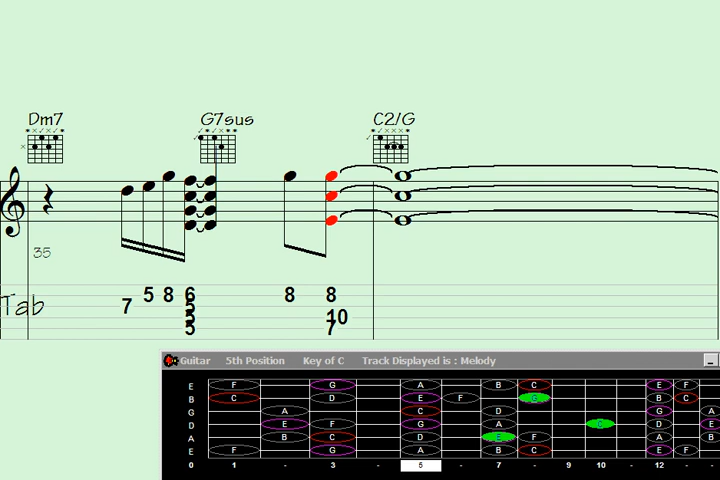 Dm7 G7sus C2/G
35
Tab 7 5 8 6 8 8
5 10
5 5 7
Guitar 5th Position Key of C Track Displayed is : Melody
E F G A B C E F
B C D E F G B C
G A C D G A
D E F G A C D E
A B C D E F A B
E F G A B C E F
0 1 - 3 - 5 - 7 - 9 10 - 12 - -